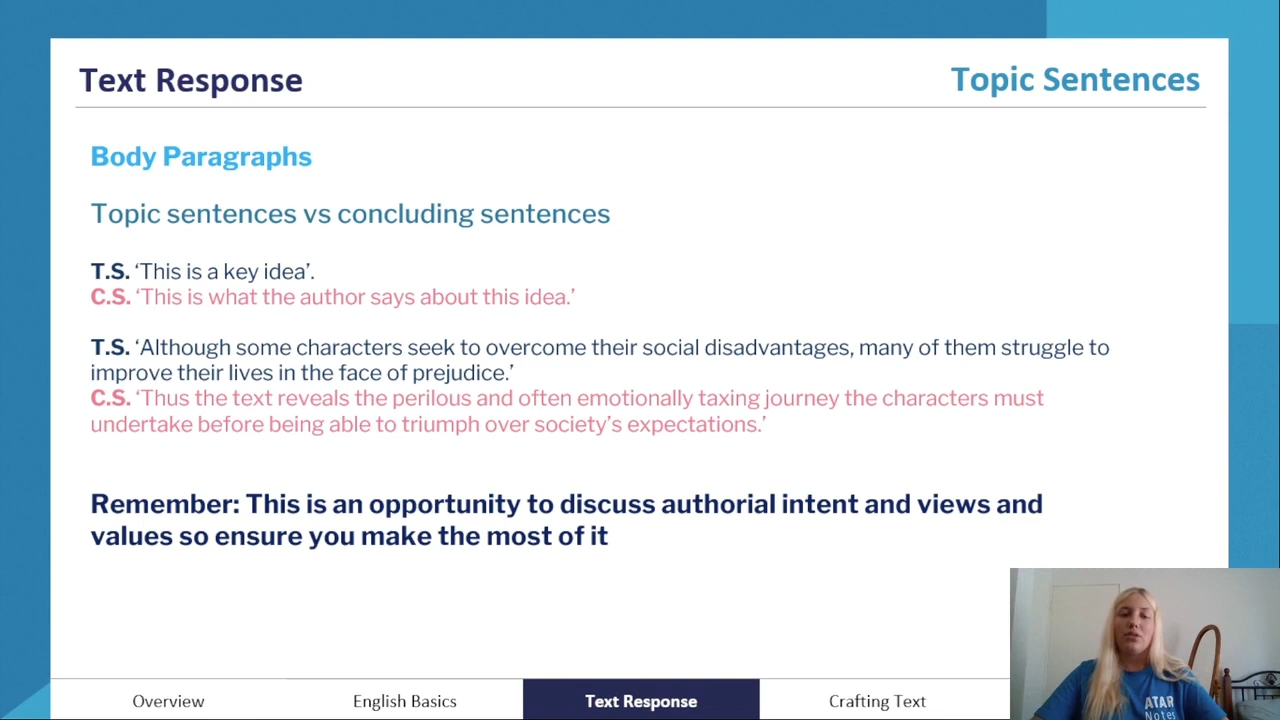 Text Response
Topic Sentences
Body Paragraphs
Topic sentences vs concluding sentences
T.S. ‘This is a key idea’.
C.S. ‘This is what the author says about this idea.’
T.S. ‘Although some characters seek to overcome their social disadvantages, many of them struggle to
improve their lives in the face of prejudice.’
C.S. ‘Thus the text reveals the perilous and often emotionally taxing journey the characters must
undertake before being able to triumph over society’s expectations.’
Remember: This is an opportunity to discuss authorial intent and views and
values so ensure you make the most of it
Overview
English Basics
Text Response
Crafting Text
ATAR
Notes